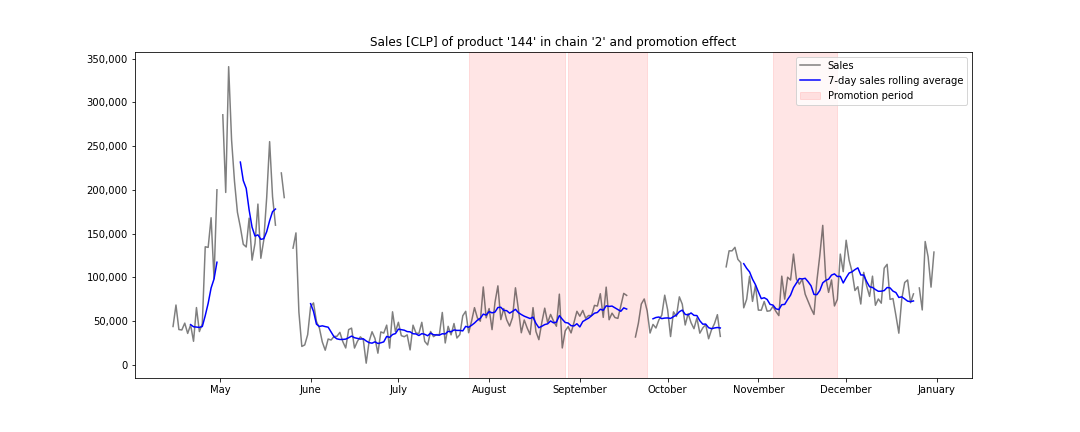 Sales [CLP] of product '144' in chain '2' and promotion effect
350,000
300,000
250,000
200,000
150,000
100,000
50,000
0
May June July August September October November December January
Sales
7-day sales rolling average
Promotion period